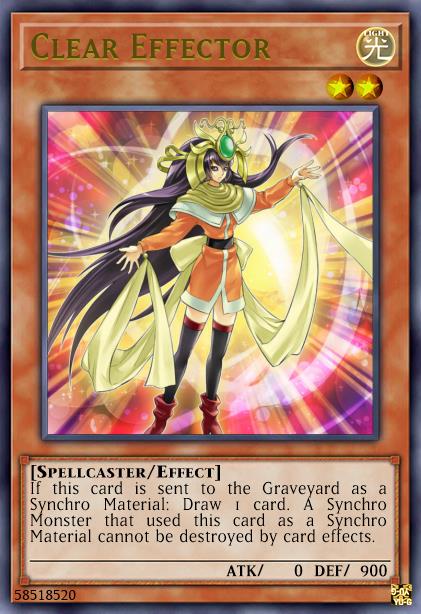 Clear Effector
LIGHT
光
[Spellcaster/Effect]
If this card is sent to the Graveyard as a
Synchro Material: Draw 1 card. A Synchro
Monster that used this card as a Synchro
Material cannot be destroyed by card effects.
ATK/ 0 DEF/ 900
58518520